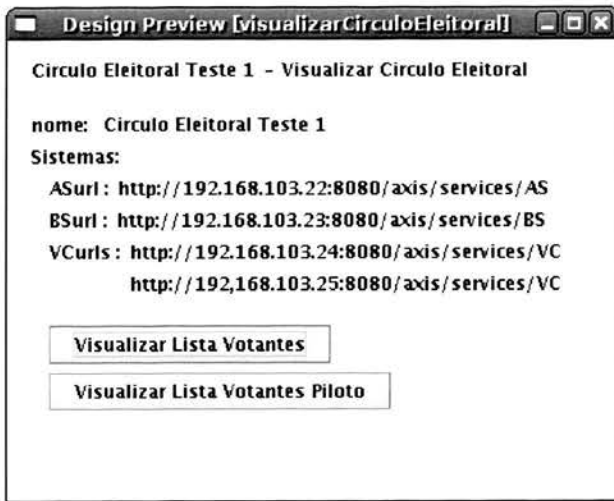 Design Preview [visualizarCirculoEleitoral]
Circulo Eleitoral Teste 1 - Visualizar Circulo Eleitoral
nome: Circulo Eleitoral Teste 1
Sistemas:
ASurl : http://192.168.103.22:8080/axis/services/AS
BSurl : http://192.168.103.23:8080/axis/services/BS
VCurls : http://192.168.103.24:8080/axis/services/VC
http://192,168.103.25:8080/axis/services/VC
Visualizar Lista Votantes
Visualizar Lista Votantes Piloto